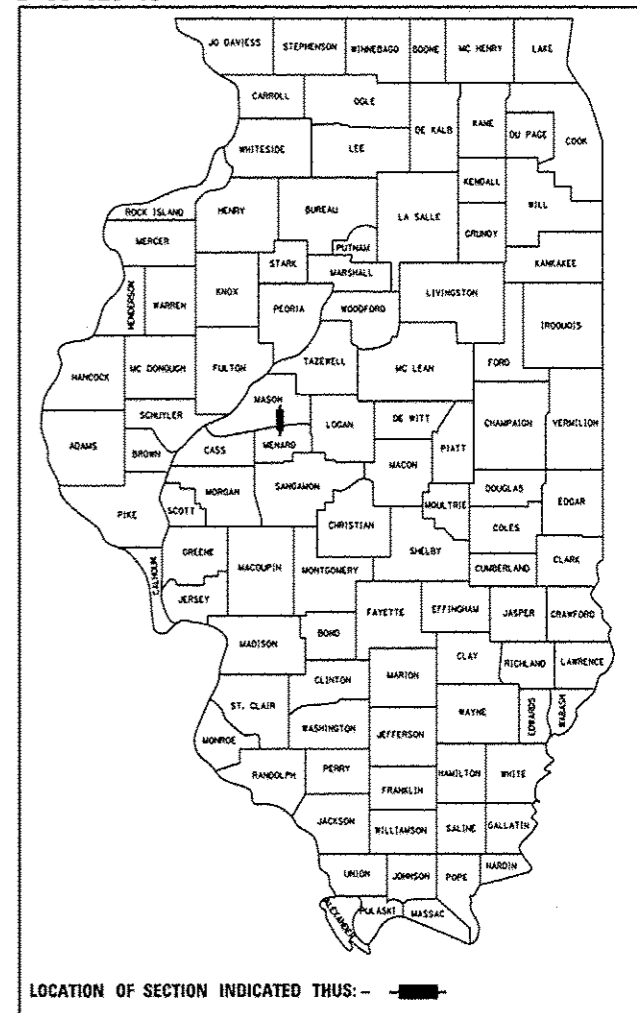 JO DAVIESS STEPHENSON WINNEBAGO BOONE MC HENRY LAKE
CARROLL OGLE DE KALB KANE DU PAGE COOK
WHITESIDE LEE
KENDALL WILL
ROCK ISLAND HENRY BUREAU LA SALLE GRUNDY
MERCER PUTNAM KANKAKEE
STARK MARSHALL
HENDERSON WARREN KNOX PEORIA WOODFORD LIVINGSTON IROQUOIS
HANCOCK MC DONOUGH FULTON TAZEWELL MC LEAN FORD
MASON
SCHUYLER LOGAN DE WITT CHAMPAIGN VERMILION
ADAMS BROWN CASS MENARD MACON PIATT
PIKE SCOTT MORGAN SANGAMON MOULTRIE DOUGLAS EDGAR
CHRISTIAN COLES
GREENE MACOUPIN MONTGOMERY SHELBY CUMBERLAND CLARK
CALHOUN JERSEY
FAYETTE EFFINGHAM JASPER CRAWFORD
MADISON BOND CLAY RICHLAND LAWRENCE
CLINTON MARION
ST. CLAIR WAYNE EDWARDS WABASH
MONROE WASHINGTON JEFFERSON
RANDOLPH PERRY HAMILTON WHITE
FRANKLIN
JACKSON WILLIAMSON SALINE GALLATIN
UNION JOHNSON POPE HARDIN
ALEXANDER PULASKI MASSAC
LOCATION OF SECTION INDICATED THUS: -